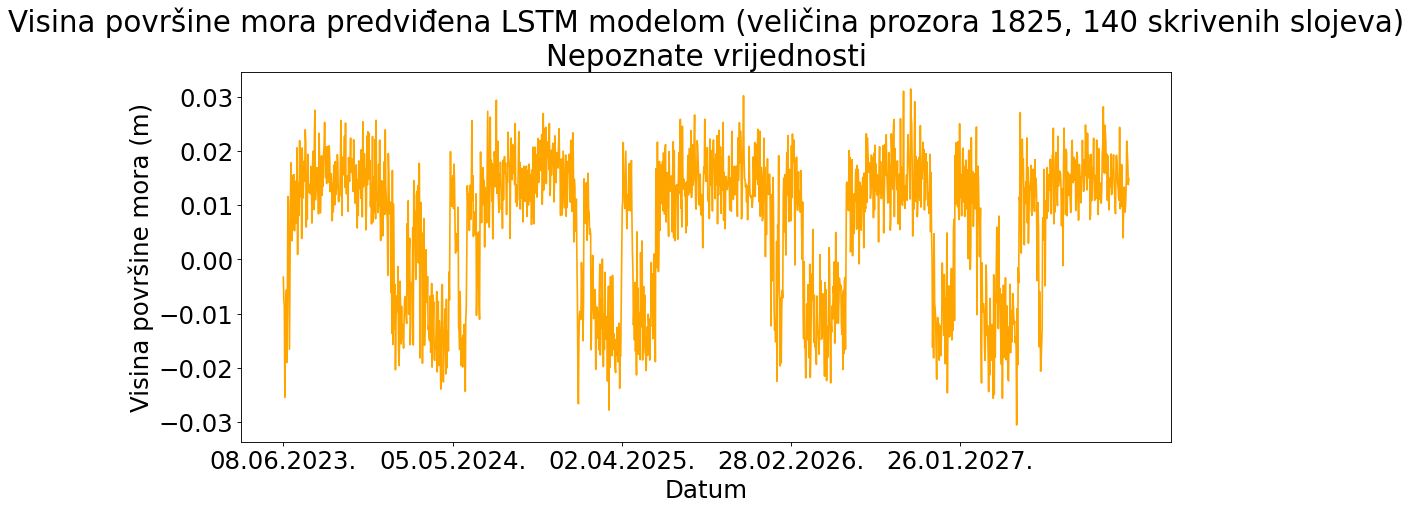 Visina površine mora predviđena LSTM modelom (veličina prozora 1825, 140 skrivenih slojeva)
Nepoznate vrijednosti
Visina površine mora (m)
0.03
0.02
0.01
0.00
−0.01
−0.02
−0.03
08.06.2023. 05.05.2024. 02.04.2025. 28.02.2026. 26.01.2027.
Datum